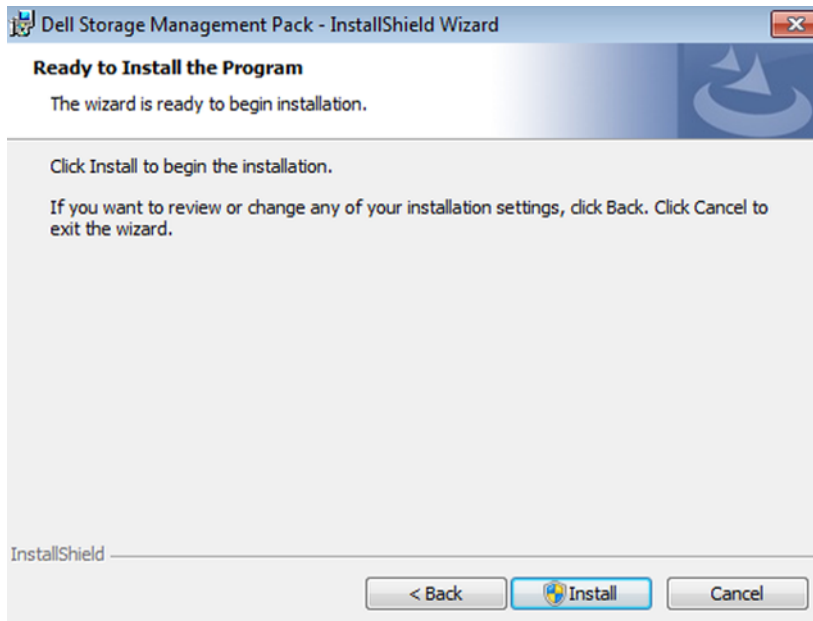 Dell Storage Management Pack - InstallShield Wizard
Ready to Install the Program
The wizard is ready to begin installation.
Click Install to begin the installation.
If you want to review or change any of your installation settings, click Back. Click Cancel to
exit the wizard.
InstallShield
< Back Install Cancel